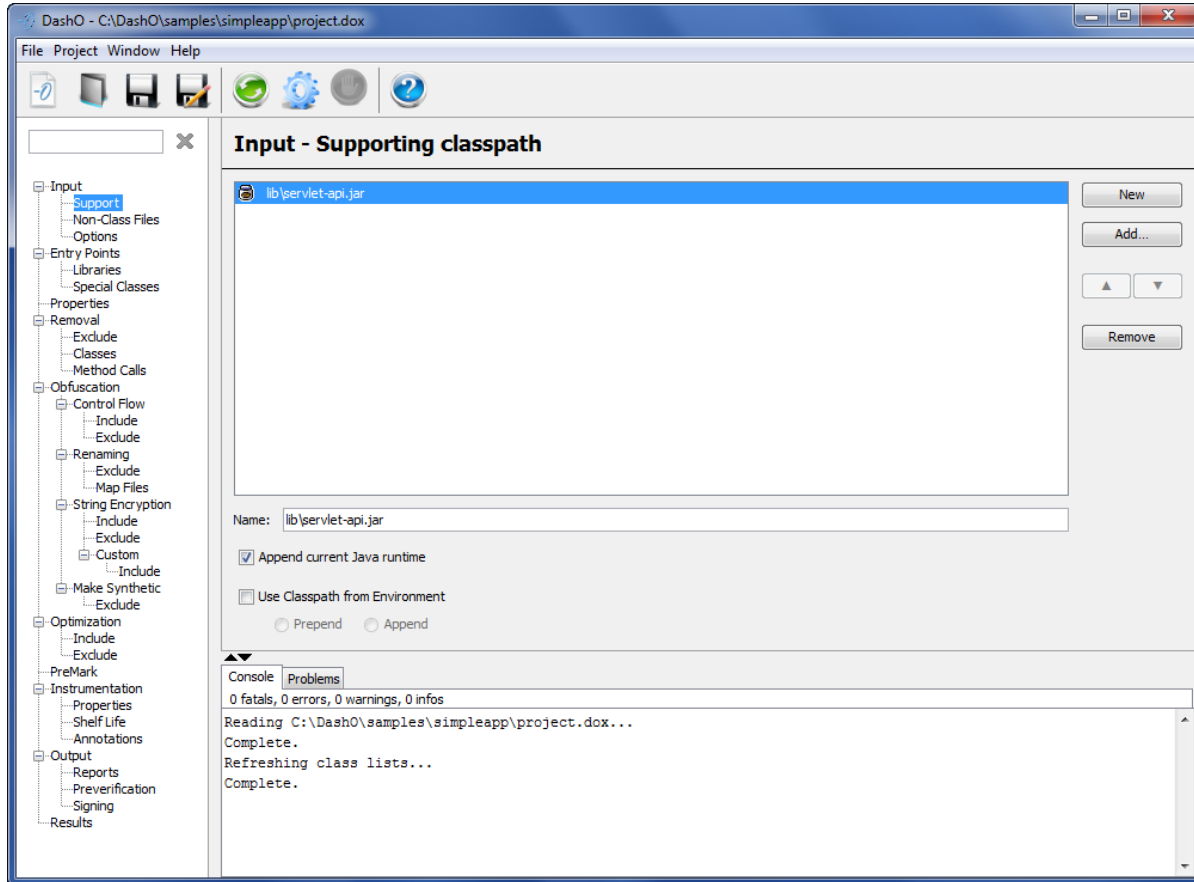 DashO - C:\DashO\samples\simpleapp\project.dox
File Project Window Help
Input - Supporting classpath
Input
Support
Non-Class Files
Options
Entry Points
Libraries
Special Classes
Properties
Removal
Exclude
Classes
Method Calls
Obfuscation
Control Flow
Include
Exclude
Renaming
Exclude
Map Files
String Encryption
Include
Exclude
Custom
Include
Make Synthetic
Exclude
Optimization
Include
Exclude
PreMark
Instrumentation
Properties
Shelf Life
Annotations
Output
Reports
Preverification
Signing
Results
lib\servlet-api.jar
New
Add...
Remove
Name: lib\servlet-api.jar
Append current Java runtime
Use Classpath from Environment
Prepend Append
Console Problems
0 fatals, 0 errors, 0 warnings, 0 infos
Reading C:\DashO\samples\simpleapp\project.dox...
Complete.
Refreshing class lists...
Complete.